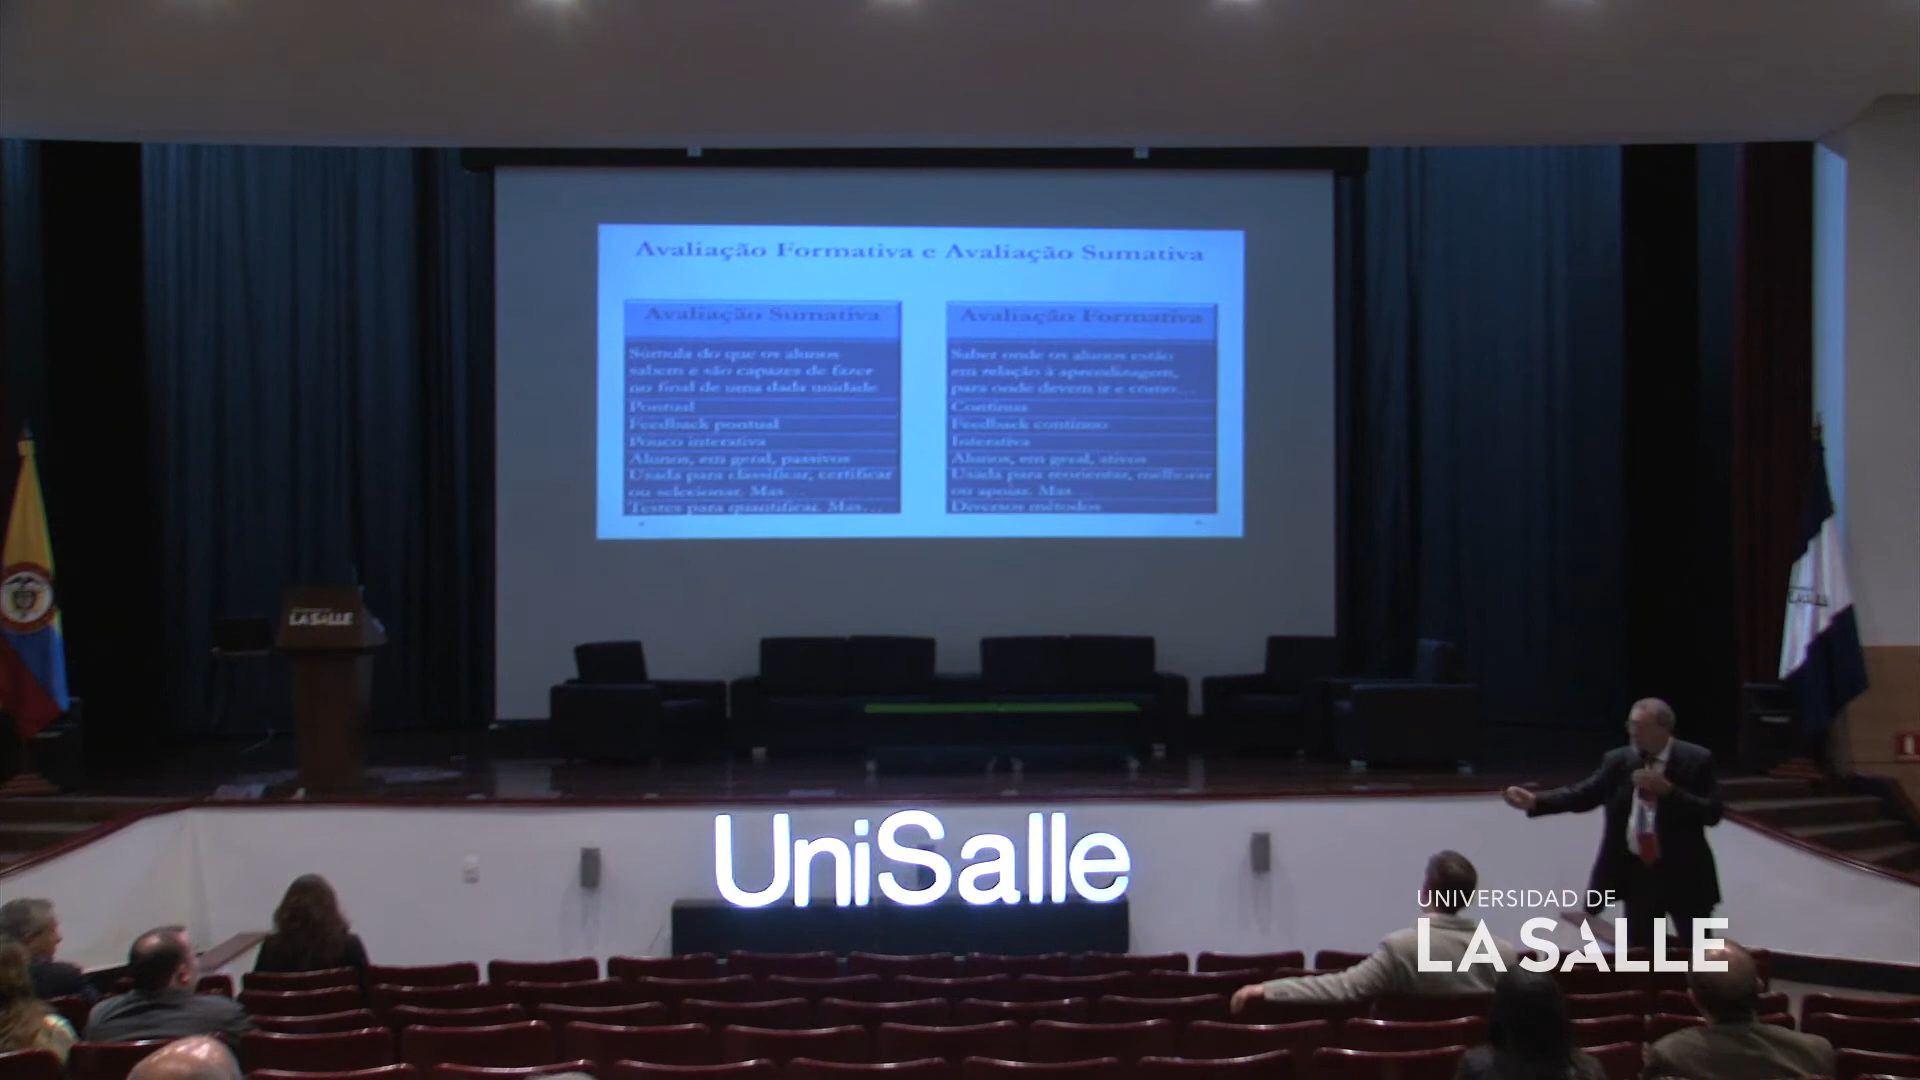 Avaliação Formativa e Avaliação Sumativa
Avaliação Sumativa
Súmula do que os alunos
sabem e são capazes de fazer
no final de uma dada unidade
Pontual
Feedback pontual
Pouco interativa
Alunos, em geral, passivos
Usada para classificar, certificar
ou selecionar. Mas…
Testes para quantificar. Mas…
Avaliação Formativa
Saber onde os alunos estão
em relação à aprendizagem,
para onde devem ir e como…
Contínua
Feedback contínuo
Interativa
Alunos, em geral, ativos
Usada para reorientar, melhorar
ou apoiar. Mas
Diversos métodos
LA SALLE
LA SALLE
UniSalle
UNIVERSIDAD DE
LA SALLE